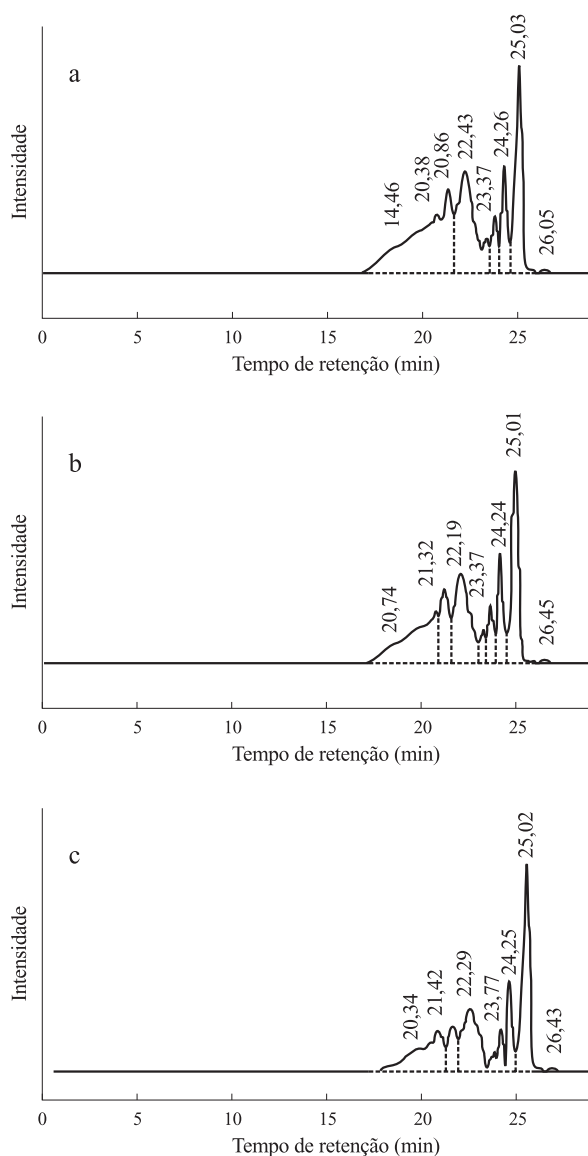 a
Intensidade
14,46
20,38
20,86
22,43
23,37
24,26
25,03
26,05
0 5 10 15 20 25
Tempo de retenção (min)
b
Intensidade
20,74
21,32
22,19
23,37
24,24
25,01
26,45
0 5 10 15 20 25
Tempo de retenção (min)
c
Intensidade
20,34
21,42
22,29
23,77
24,25
25,02
26,43
0 5 10 15 20 25
Tempo de retenção (min)